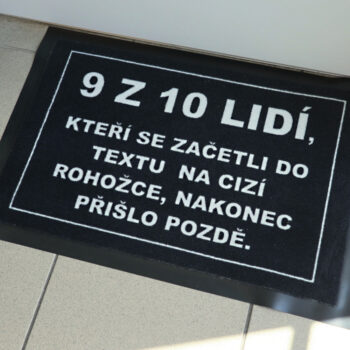 9 Z 10 LIDÍ,
KTEŘÍ SE ZAČETLI DO
TEXTU NA CIZÍ
ROHOŽCE, NAKONEC
PŘIŠLO POZDĚ.